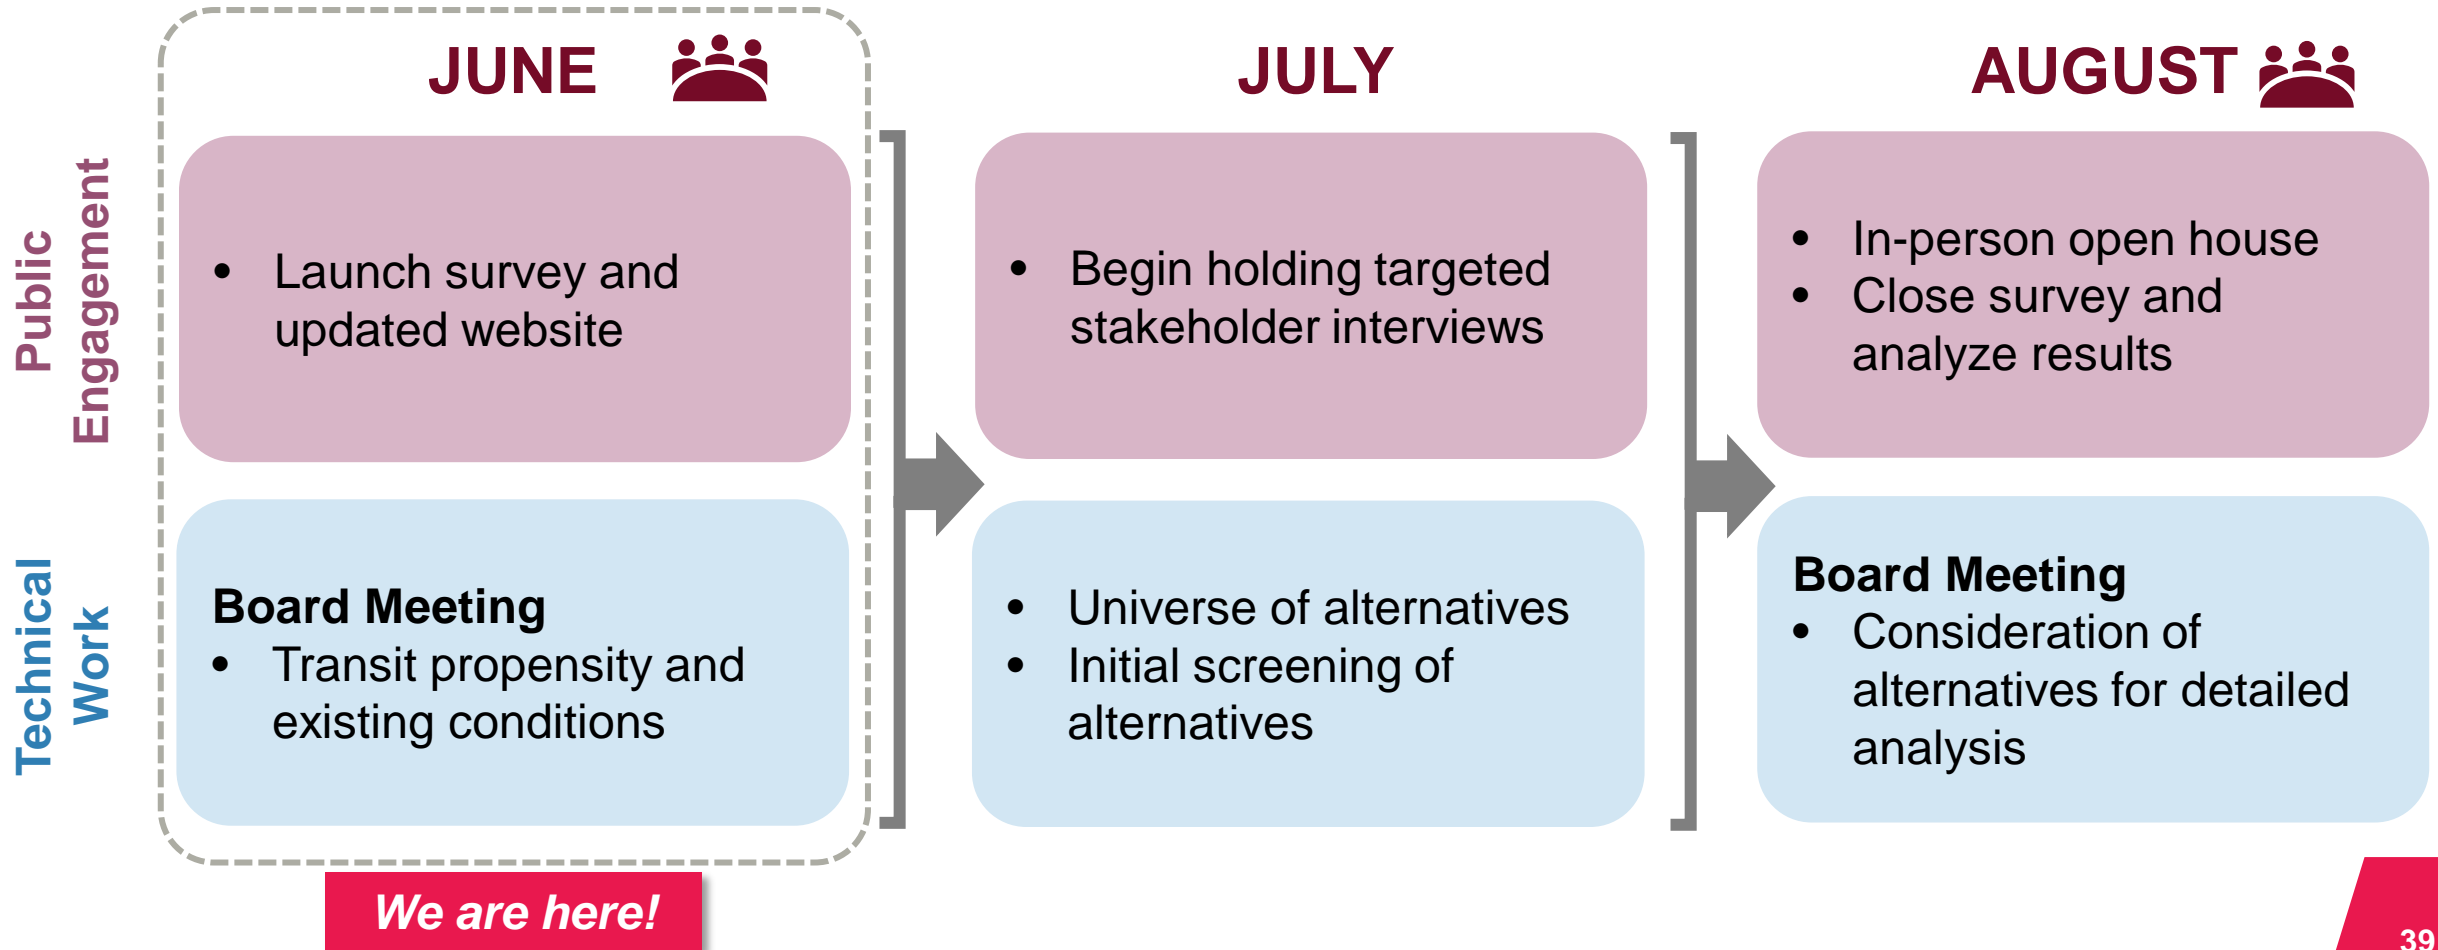 JUNE
JULY
AUGUST
Public
Engagement
• Launch survey and
updated website
• Begin holding targeted
stakeholder interviews
• In-person open house
• Close survey and
analyze results
Technical
Work
Board Meeting
• Transit propensity and
existing conditions
• Universe of alternatives
• Initial screening of
alternatives
Board Meeting
• Consideration of
alternatives for detailed
analysis
We are here!
39